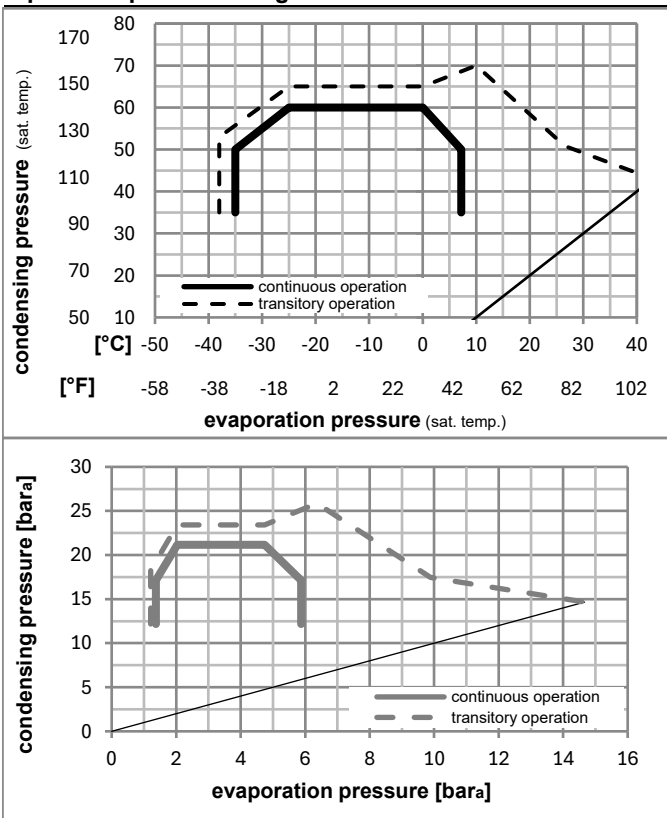 170 80
150 70
130 60
50
110 40
90 30
70 20
50 10
condensing pressure (sat. temp.)
continuous operation
transitory operation
[°C] -50 -40 -30 -20 -10 0 10 20 30 40
[°F] -58 -38 -18 2 22 42 62 82 102
evaporation pressure (sat. temp.)
30
25
20
15
10
5
0
condensing pressure [bara]
continuous operation
transitory operation
0 2 4 6 8 10 12 14 16
evaporation pressure [bara]